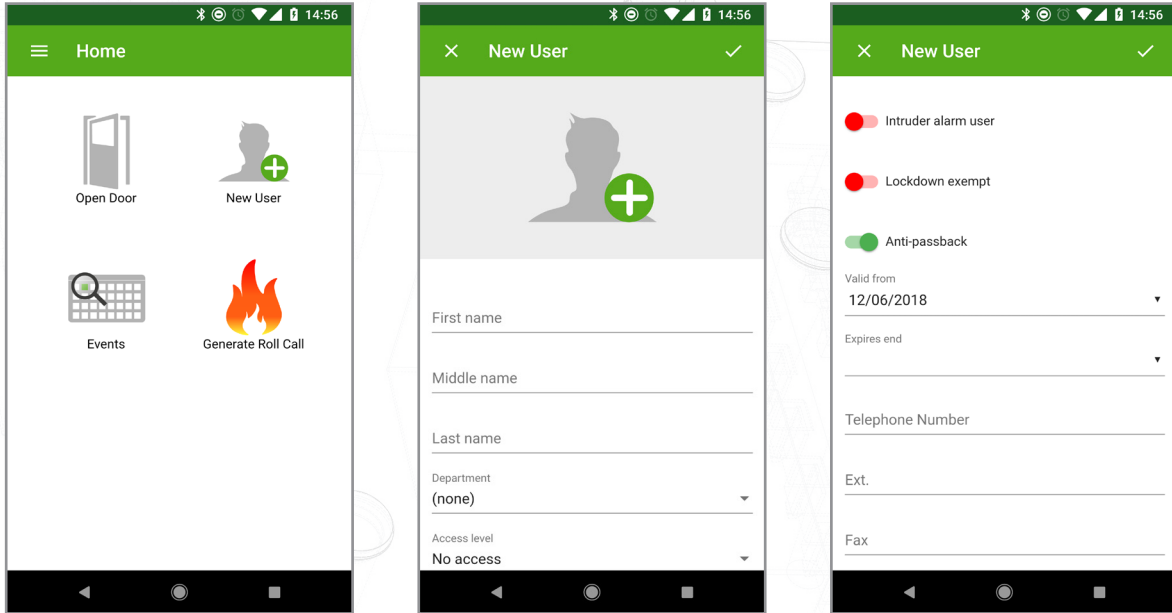 14:56
Home
Open Door
New User
Events
Generate Roll Call
14:56
New User
First name
Middle name
Last name
Department
(none)
Access level
No access
14:56
New User
Intruder alarm user
Lockdown exempt
Anti-passback
Valid from
12/06/2018
Expires end
Telephone Number
Ext.
Fax